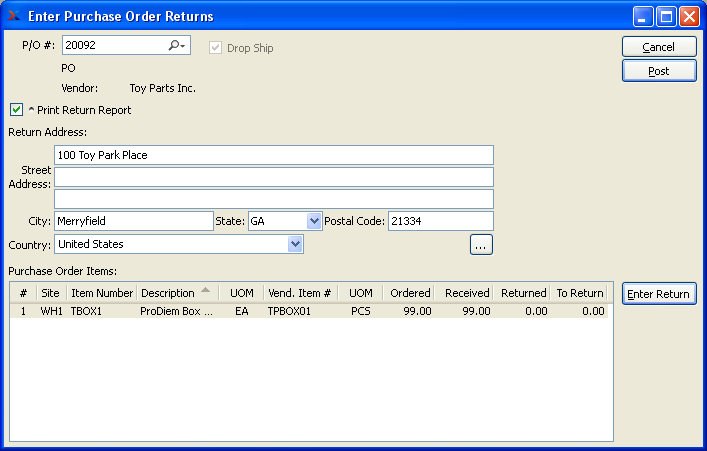 Enter Purchase Order Returns
P/O #: 20092 Drop Ship Cancel
PO Post
Vendor: Toy Parts Inc.
^ Print Return Report
Return Address:
100 Toy Park Place
Street
Address:
City: Merryfield State: GA Postal Code: 21334
Country: United States ...
Purchase Order Items:
# Site Item Number Description UOM Vend. Item # UOM Ordered Received Returned To Return Enter Return
1 WH1 TBOX1 ProDiem Box ... EA TPBOX01 PCS 99.00 99.00 0.00 0.00